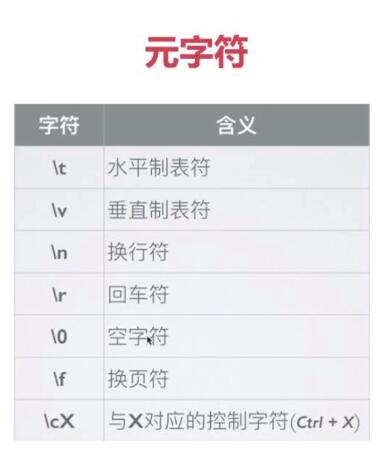 元字符
字符 含义
\t 水平制表符
\v 垂直制表符
\n 换行符
\r 回车符
\0 空字符
\f 换页符
\cX 与X对应的控制字符(Ctrl + X)